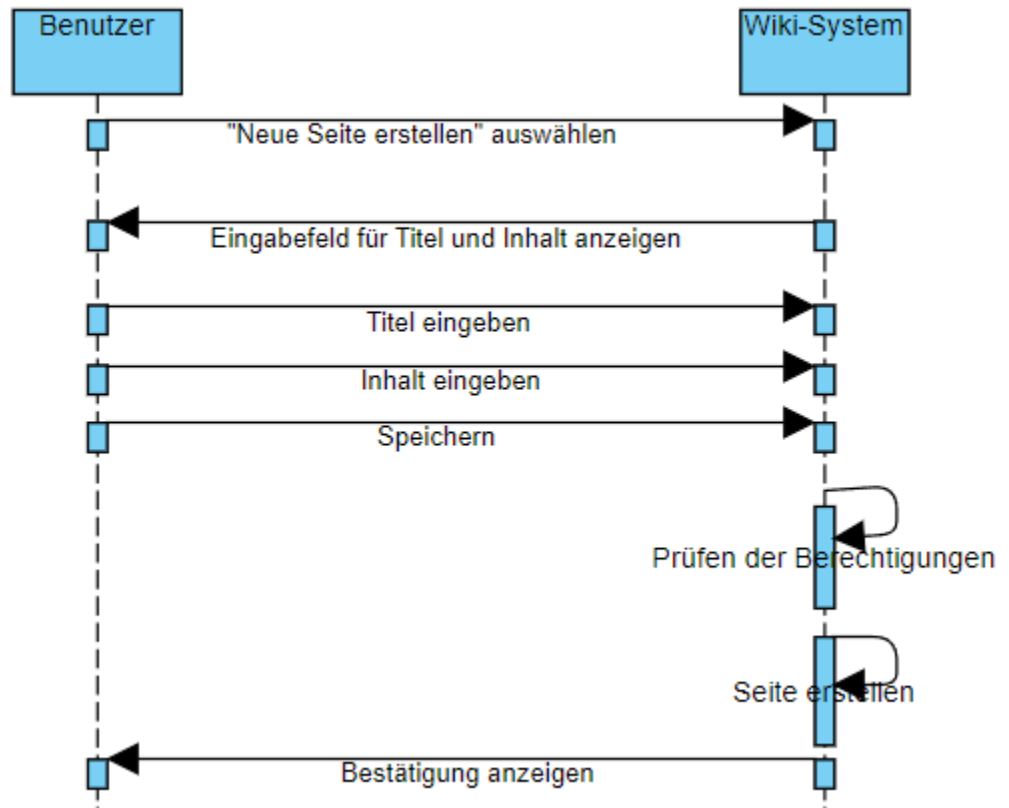 Benutzer
Wiki-System
"Neue Seite erstellen" auswählen
Eingabefeld für Titel und Inhalt anzeigen
Titel eingeben
Inhalt eingeben
Speichern
Prüfen der Berechtigungen
Seite erstellen
Bestätigung anzeigen